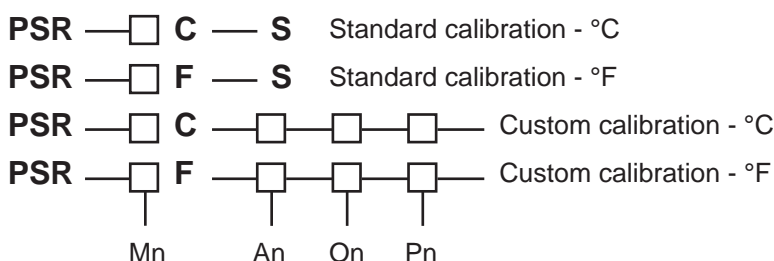 PSR C S Standard calibration - °C
PSR F S Standard calibration - °F
PSR C Custom calibration - °C
PSR F Custom calibration - °F
Mn An On Pn